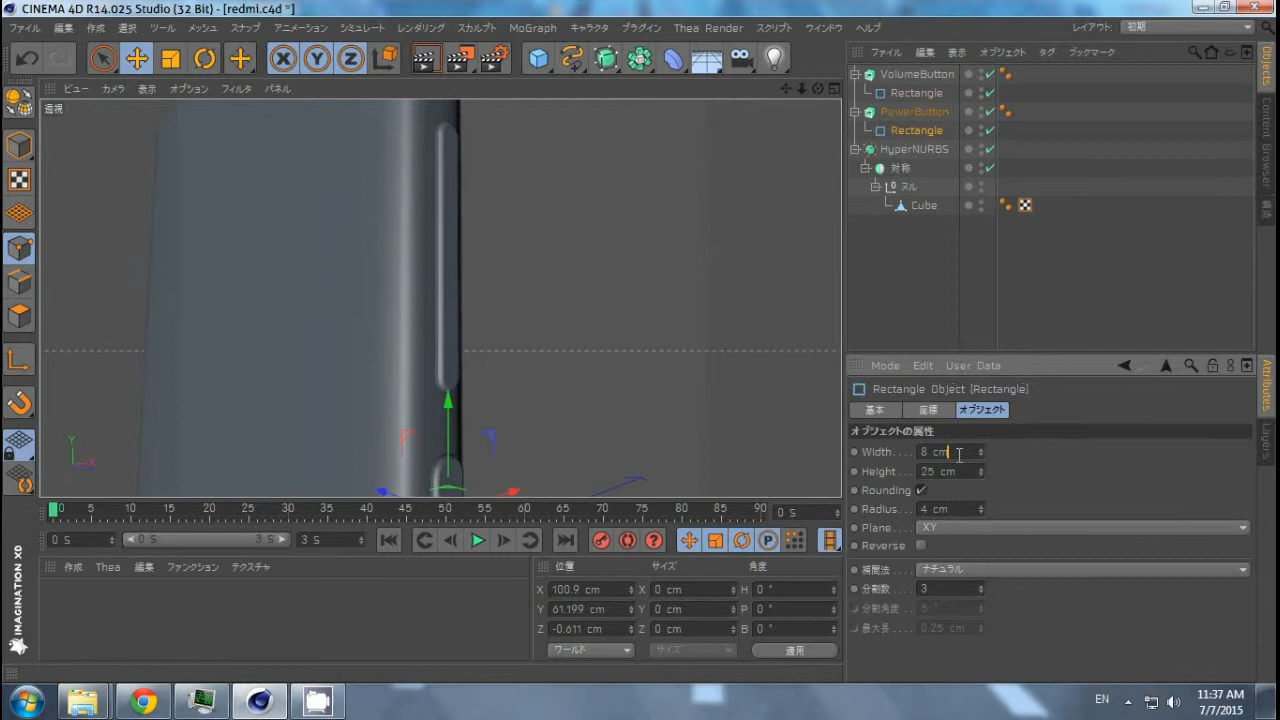 CINEMA 4D R14.025 Studio (32 Bit) - [redmi.c4d *]
ファイル 編集 作成 選択 ツール メッシュ スナップ アニメーション シミュレート レンダリング スカルプト MoGraph キャラクタ プラグイン Thea Render スクリプト ウインドウ ヘルプ
レイアウト: 初期
ビュー カメラ 表示 オプション フィルタ パネル
透視
X Y Z
ファイル 編集 表示 オブジェクト タグ ブックマーク
VolumeButton
Rectangle
PowerButton
Rectangle
HyperNURBS
対称
ヌル
Cube
Objects
Content Browser
構造
Attributes
Layers
Mode Edit User Data
Rectangle Object [Rectangle]
基本 座標 オブジェクト
オブジェクトの属性
Width 8 cm
Height 25 cm
Rounding
Radius 4 cm
Plane XY
Reverse
補間法 ナチュラル
分割数 3
分割角度 5 °
最大長 0.25 cm
Y
X
0 5 10 15 20 25 30 35 40 45 50 55 60 65 70 75 80 85 90 0 S
0 S 0 S 3 S 3 S
P
作成 Thea 編集 ファンクション テクスチャ
位置 サイズ 角度
X 100.9 cm X 0 cm H 0 °
Y 61.199 cm Y 0 cm P 0 °
Z -0.611 cm Z 0 cm B 0 °
ワールド サイズ 適用
IMAGINATION X0
EN
11:37 AM
7/7/2015